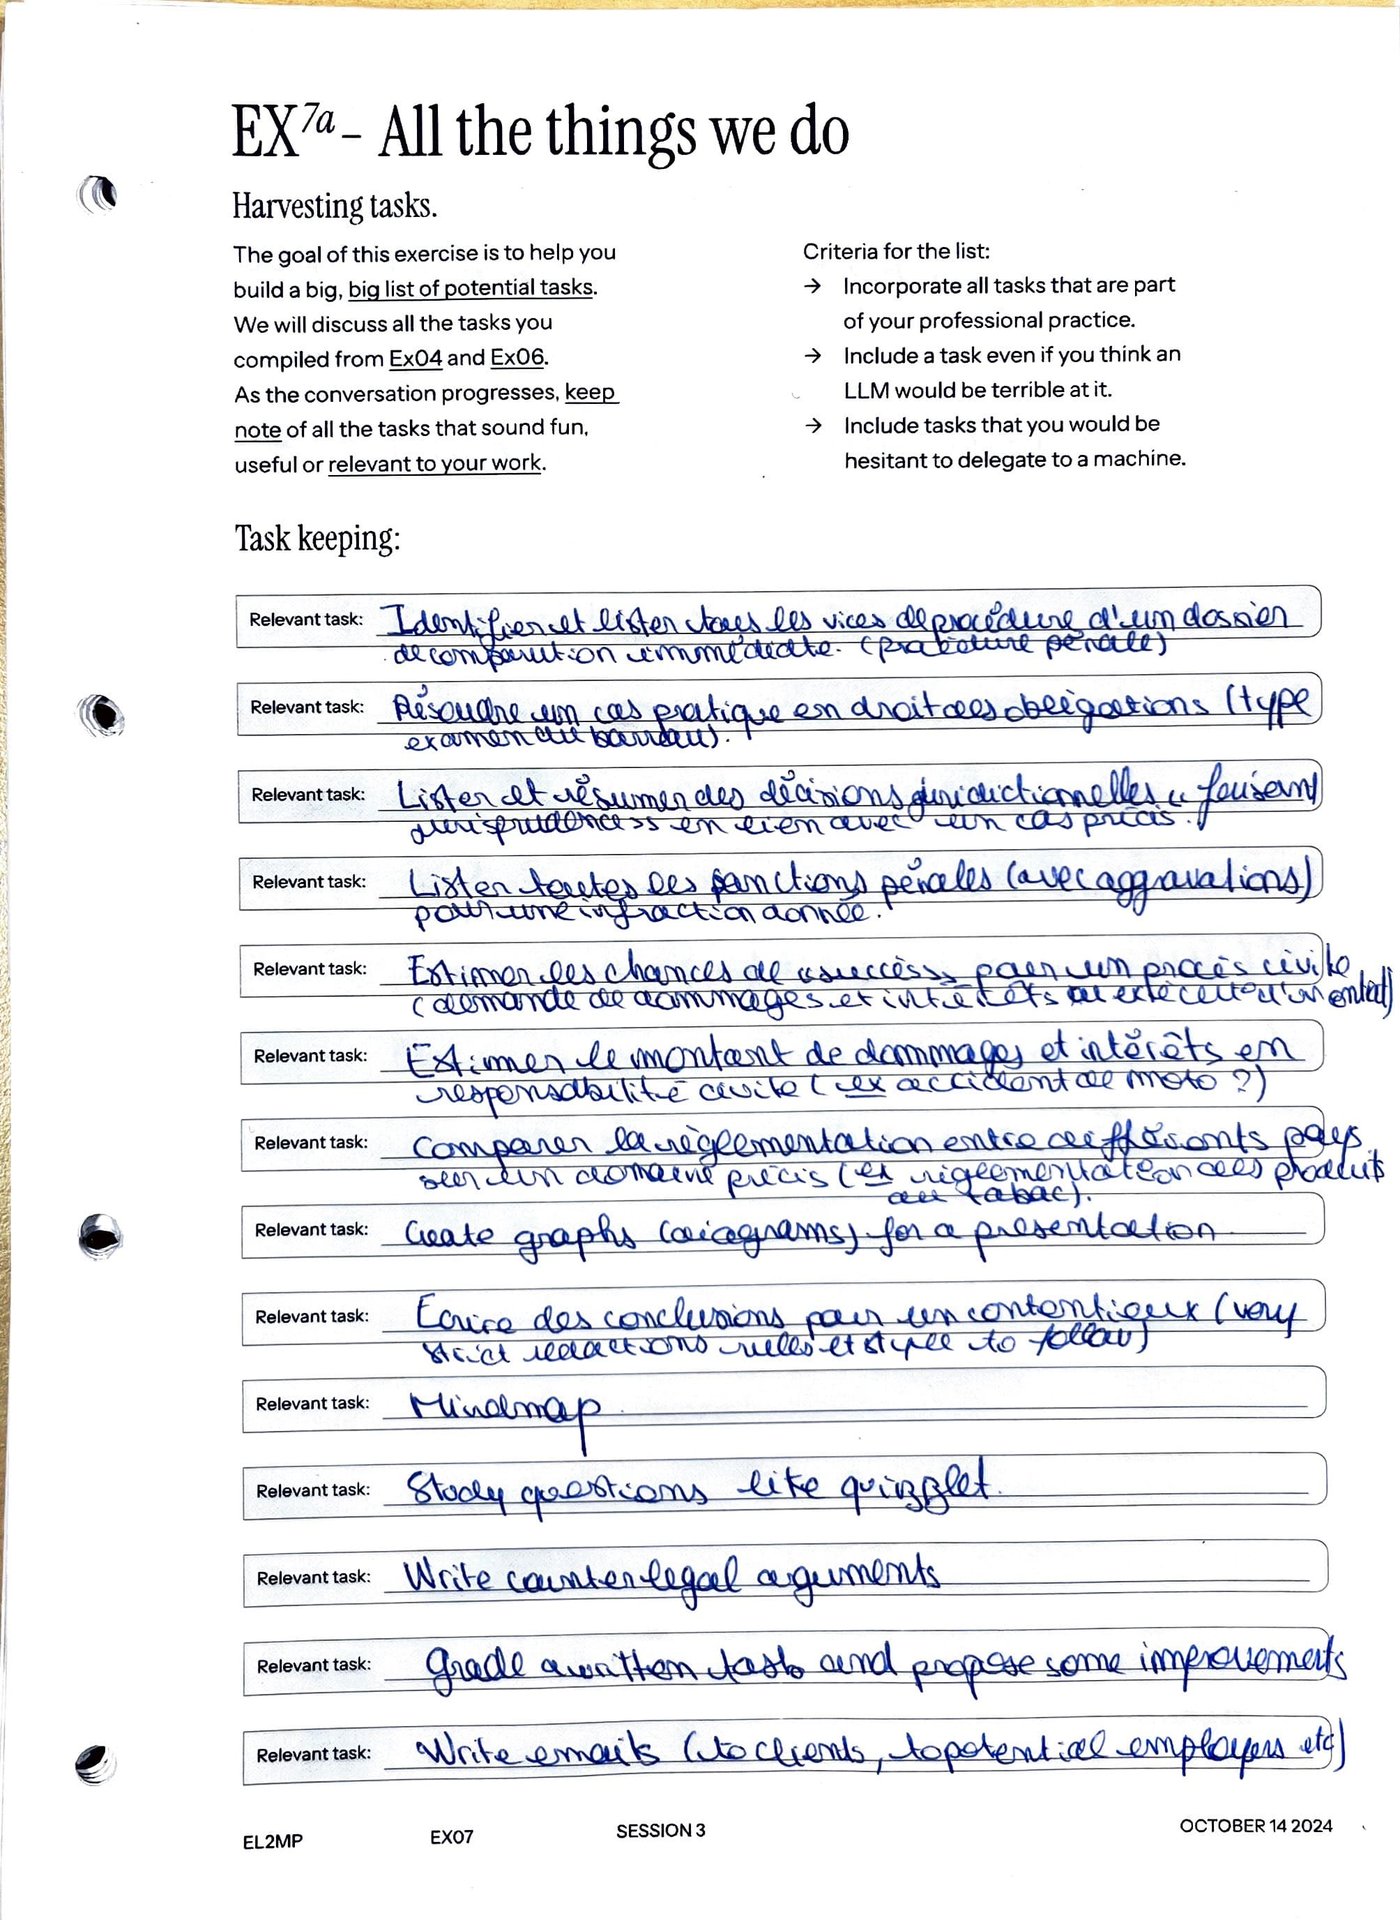 EX7a – All the things we do
Harvesting tasks.
The goal of this exercise is to help you
build a big, big list of potential tasks.
We will discuss all the tasks you
compiled from Ex04 and Ex06.
As the conversation progresses, keep
note of all the tasks that sound fun,
useful or relevant to your work.
Criteria for the list:
→ Incorporate all tasks that are part
of your professional practice.
→ Include a task even if you think an
LLM would be terrible at it.
→ Include tasks that you would be
hesitant to delegate to a machine.
Task keeping:
Relevant task: Identifier et lister tous les vices de procédure d'un dossier
de comparution immédiate. (procédure pénale)
Relevant task: Résoudre un cas pratique en droit des obligations (type
examen du barreau).
Relevant task: Lister et résumer des décisions juridictionnelles « faisant
jurisprudence » en lien avec un cas précis.
Relevant task: Lister toutes les sanctions pénales (avec aggravations)
pour une infraction donnée.
Relevant task: Estimer les chances de « succès » pour un procès civile
(demande de dommages et intérêts ou
Relevant task: Estimer le montant de dommages et intérêts en
responsabilité civile (ex accident de moto ?)
Relevant task: Comparer la règlementation entre différents pays
sur un domaine précis (ex règlementation des produits
du tabac).
Relevant task: Create graphs (diagrams) for a presentation
Relevant task: Ecrire des conclusions pour un contentieux (very
strict redactions rules et style to follow)
Relevant task: Mindmap
Relevant task: Study questions like quizzlet.
Relevant task: Write counter legal arguments
Relevant task: Grade a written and propose some improvements
Relevant task: Write emails (to clients, to potential employers etc)
EL2MP EX07 SESSION 3 OCTOBER 14 2024